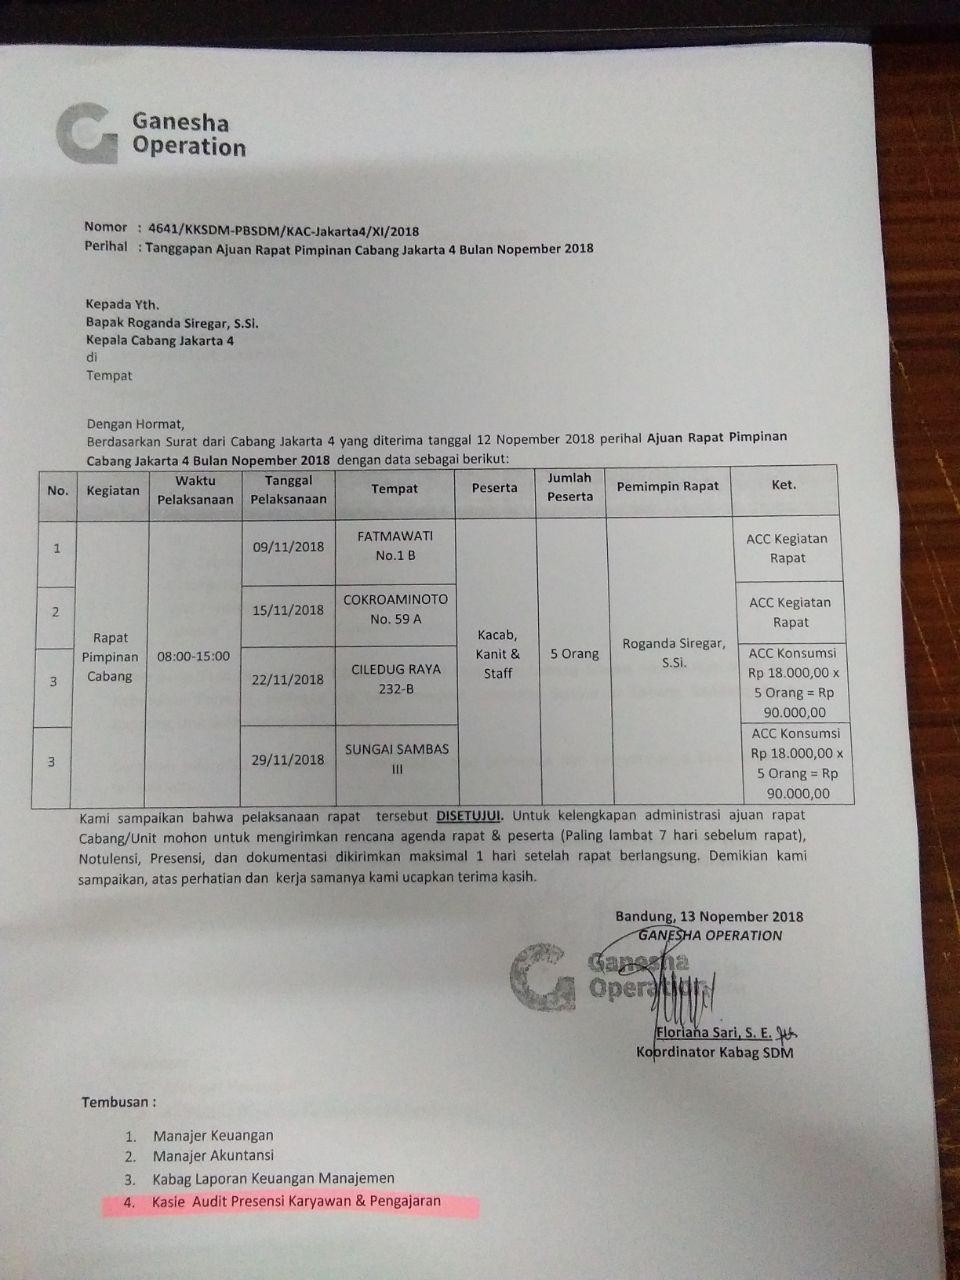 Ganesha
Operation
Nomor : 4641/KKSDM-PBSDM/KAC-Jakarta4/XI/2018
Perihal : Tanggapan Ajuan Rapat Pimpinan Cabang Jakarta 4 Bulan Nopember 2018
Kepada Yth.
Bapak Roganda Siregar, S.Si.
Kepala Cabang Jakarta 4
di
Tempat
Dengan Hormat,
Berdasarkan Surat dari Cabang Jakarta 4 yang diterima tanggal 12 Nopember 2018 perihal Ajuan Rapat Pimpinan
Cabang Jakarta 4 Bulan Nopember 2018 dengan data sebagai berikut:
No. Kegiatan Waktu Pelaksanaan Tanggal Pelaksanaan Tempat Peserta Jumlah Peserta Pemimpin Rapat Ket.
1
Rapat
Pimpinan
Cabang
08:00-15:00
09/11/2018
FATMAWATI
No.1 B
Kacab,
Kanit &
Staff
5 Orang
Roganda Siregar,
S.Si.
ACC Kegiatan
Rapat
2
15/11/2018
COKROAMINOTO
No. 59 A
ACC Kegiatan
Rapat
3
22/11/2018
CILEDUG RAYA
232-B
ACC Konsumsi
Rp 18.000,00 x
5 Orang = Rp
90.000,00
3
29/11/2018
SUNGAI SAMBAS
III
ACC Konsumsi
Rp 18.000,00 x
5 Orang = Rp
90.000,00
Kami sampaikan bahwa pelaksanaan rapat tersebut DISETUJUI. Untuk kelengkapan administrasi ajuan rapat
Cabang/Unit mohon untuk mengirimkan rencana agenda rapat & peserta (Paling lambat 7 hari sebelum rapat),
Notulensi, Presensi, dan dokumentasi dikirimkan maksimal 1 hari setelah rapat berlangsung. Demikian kami
sampaikan, atas perhatian dan kerja samanya kami ucapkan terima kasih.
Bandung, 13 Nopember 2018
GANESHA OPERATION
Ganesha
Operation
Floriana Sari, S. E.
Koordinator Kabag SDM
Tembusan :
1. Manajer Keuangan
2. Manajer Akuntansi
3. Kabag Laporan Keuangan Manajemen
4. Kasie Audit Presensi Karyawan & Pengajaran